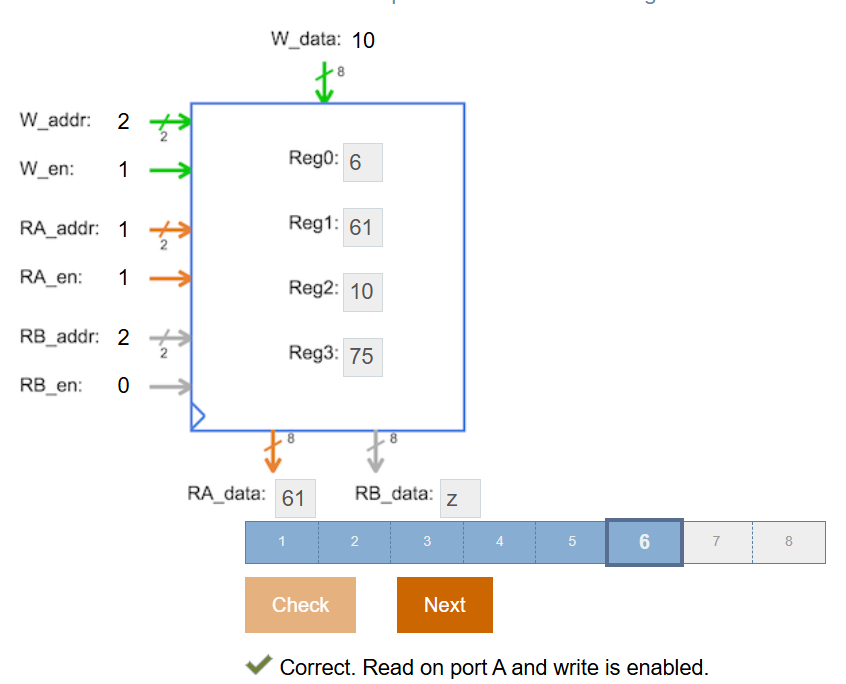 W_data: 10
8
W_addr: 2
2
W_en: 1
Reg0: 6
RA_addr: 1
2
Reg1: 61
RA_en: 1
Reg2: 10
RB_addr: 2
2
Reg3: 75
RB_en: 0
8 8
RA_data: 61 RB_data: z
1 2 3 4 5 6 7 8
Check Next
Correct. Read on port A and write is enabled.